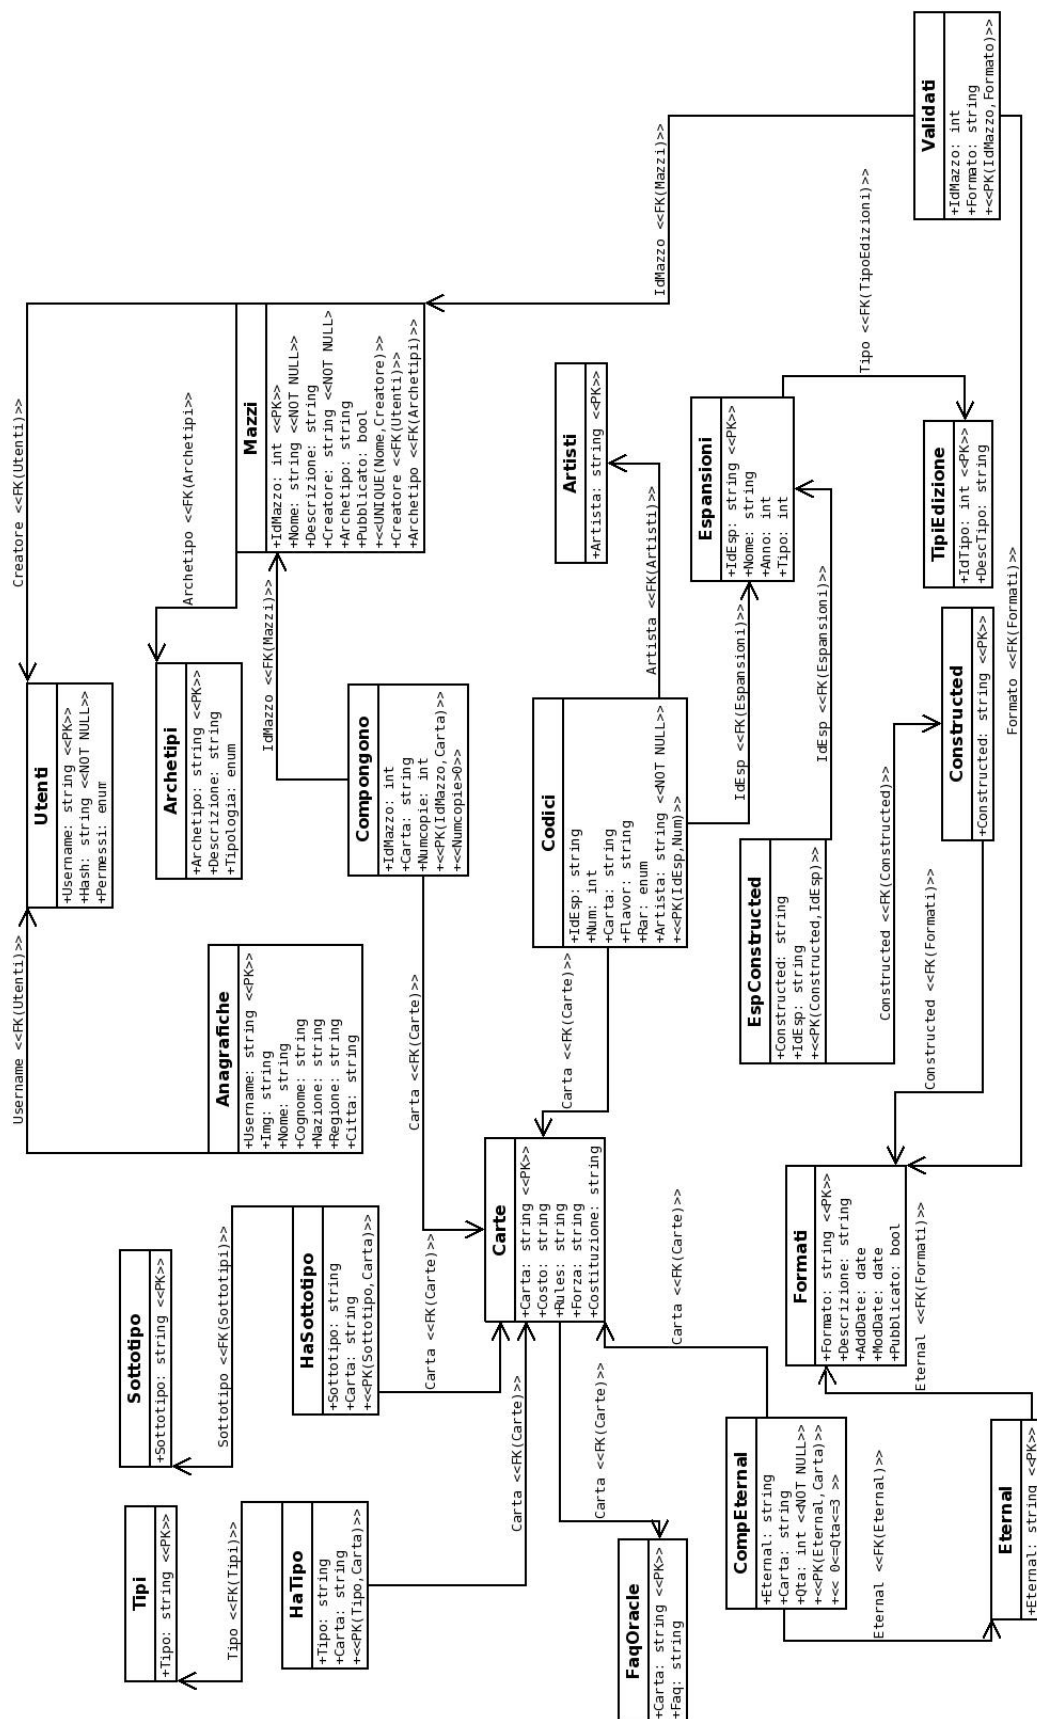 Tipi
+Tipo: string <<PK>>
Tipo <<FK(Tipi)>>
HaTipo
+Tipo: string
+Carta: string
+<<PK(Tipo,Carta)>>
Carta <<FK(Carte)>>
Sottotipo
+Sottotipo: string <<PK>>
Sottotipo <<FK(Sottotipi)>>
HaSottotipo
+Sottotipo: string
+Carta: string
+<<PK(Sottotipo,Carta)>>
Carta <<FK(Carte)>>
Username <<FK(Utenti)>>
Anagrafiche
+Username: string <<PK>>
+Img: string
+Nome: string
+Cognome: string
+Nazione: string
+Regione: string
+Citta: string
Utenti
+Username: string <<PK>>
+Hash: string <<NOT NULL>>
+Permessi: enum
Creatore <<FK(Utenti)>>
Archetipi
+Archetipo: string <<PK>>
+Descrizione: string
+Tipologia: enum
Archetipo <<FK(Archetipi>>
Mazzi
+IdMazo: int <<PK>>
+Nome: string <<NOT NULL>>
+Descrizione: string
+Creatore: string <<NOT NULL>
+Archetipo: string
+Pubblicato: bool
+<<UNIQUE(Nome,Creatore)>>
+Creatore <<FK(Utenti)>>
+Archetipo <<FK(Archetipi)>>
IdMazzo <<FK(Mazzi)>>
Compongono
+IdMazzo: int
+Carta: string
+Numcopie: int
+<<PK(IdMazzo,Carta)>>
+<<Numcopie>0>>
Carta <<FK(Carte)>>
Carte
+Carta: string <<PK>>
+Costo: string
+Rules: string
+Forza: string
+Costituzione: string
Carta <<FK(Carte)>>
Codici
+IdEsp: string
+Num: int
+Carta: string
+Flavor: string
+Rar: enum
+Artista: string <<NOT NULL>>
+<<PK(IdEsp,Num)>>
Artista <<FK(Artisti)>>
Artisti
+Artista: string <<PK>>
IdMazzo <<FK(Mazzi)>>
Validati
+IdMazzo: int
+Formato: string
+<<PK(IdMazzo,Formato)>>
FaqOracle
+Carta: string <<PK>>
+Faq: string
Carta <<FK(Carte)>>
Carta <<FK(Carte)>>
IdEsp <<FK(Espansioni)>>
Espansioni
+IdEsp: string <<PK>>
+Nome: string
+Anno: int
+Tipo: int
Tipo <<FK(TipoEdizioni)>>
CompEternal
+Eternal: string
+Carta: string
+Qta: int <<NOT NULL>>
+<<PK(Eternal,Carta)>>
+<< 0<=Qta<=3 >>
Eternal <<FK(Eternal)>>
Formati
+Formato: string <<PK>>
+Descrizione: string
+AddDate: date
+ModDate: date
+Pubblicato: bool
Eternal <<FK(Formati)>>
EspConstructed
+Constructed: string
+IdEsp: string
+<<PK(Constructed,IdEsp)>>
IdEsp <<FK(Espansioni)>>
Constructed <<FK(Constructed)>>
Constructed <<FK(Formati)>>
TipiEdizione
+IdTipo: int <<PK>>
+DescTipo: string
Constructed
+Constructed: string <<PK>>
Formato <<FK(Formati)>>
Eternal
+Eternal: string <<PK>>